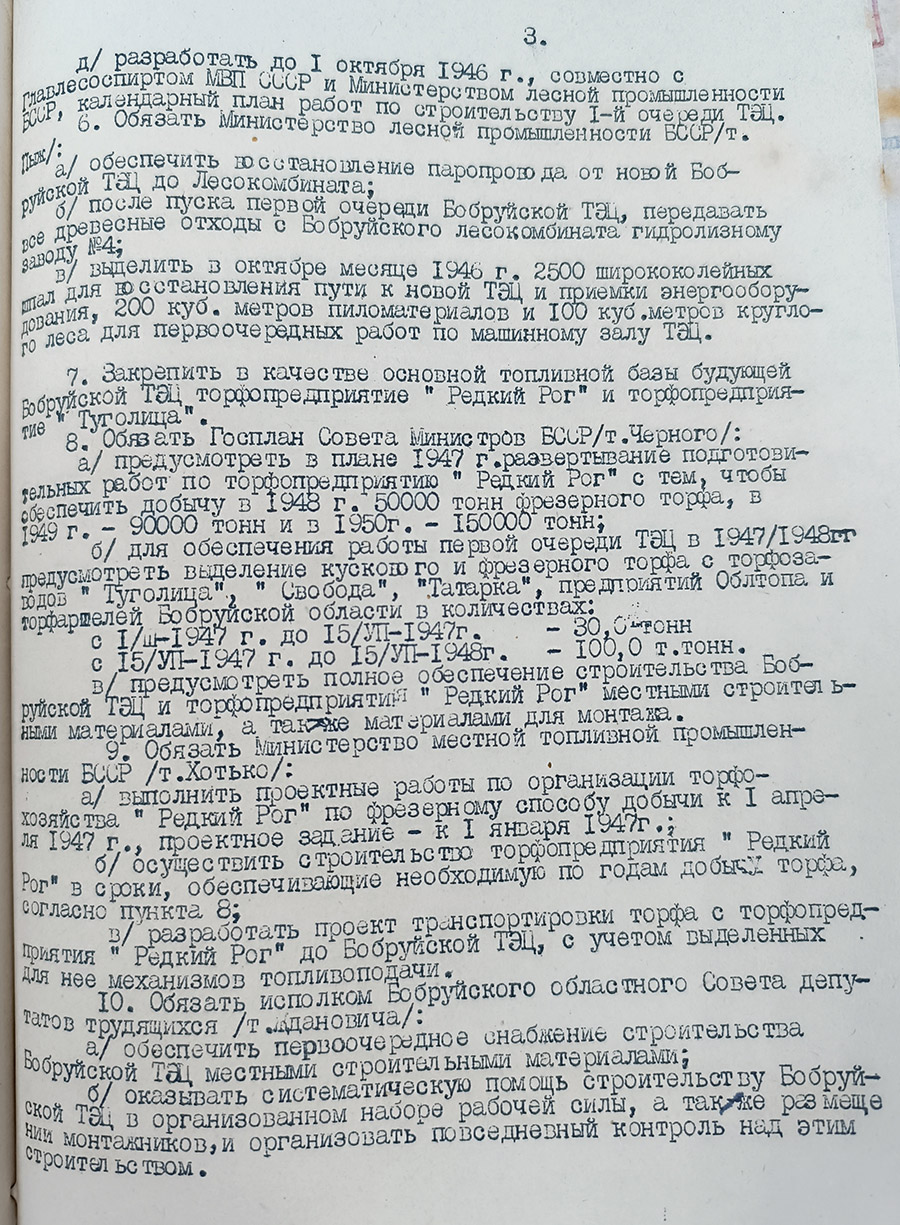 3.
д/ разработать до I октября 1946 г., совместно с
Главлесоспиртом МВП СССР и Министерством лесной промышленности
БССР, календарный план работ по строительству I-й очереди ТЭЦ.
6. Обязать Министерство лесной промышленности БССР/т.
Пыж/:
а/ обеспечить восстановление паропровода от новой Боб-
руйской ТЭЦ до Лесокомбината;
б/ после пуска первой очереди Бобруйской ТЭЦ, передавать
все древесные отходы с Бобруйского лесокомбината гидролизному
заводу №4;
в/ выделить в октябре месяце 1946 г. 2500 ширококолейных
шпал для восстановления пути к новой ТЭЦ и приемки энергообору-
дования, 200 куб. метров пиломатериалов и 100 куб.метров кругло-
го леса для первоочередных работ по машинному залу ТЭЦ.
7. Закрепить в качестве основной топливной базы будующей
Бобруйской ТЭЦ торфопредприятие " Редкий Рог" и торфопредприя-
тие " Туголица".
8. Обязать Госплан Совета Министров БССР/т.Черного/:
а/ предусмотреть в плане 1947 г.развертывание подготови-
тельных работ по торфопредприятию " Редкий Рог" с тем, чтобы
обеспечить добычу в 1948 г. 50000 тонн фрезерного торфа, в
1949 г. - 90000 тонн и в 1950г. - 150000 тонн;
б/ для обеспечения работы первой очереди ТЭЦ в 1947/1948гг
предусмотреть выделение кускового и фрезерного торфа с торфоза-
водов " Туголица", " Свобода", "Татарка", предприятий Облтопа и
торфартелей Бобруйской области в количествах:
с I/Ш-1947 г. до 15/УП-1947г. - 30,0 тонн
с 15/УП-1947 г. до 15/УП-1948г. - 100,0 т.тонн.
в/ предусмотреть полное обеспечение строительства Боб-
руйской ТЭЦ и торфопредприятия " Редкий Рог" местными строитель-
ными материалами, а также материалами для монтажа.
9. Обязать Министерство местной топливной промышлен-
ности БССР /т.Хотько/:
а/ выполнить проектные работы по организации торфо-
хозяйства " Редкий Рог" по фрезерному способу добычи к I апре-
ля 1947 г., проектное задание - к I января 1947г.;
б/ осуществить строительство торфопредприятия " Редкий
Рог" в сроки, обеспечивающие необходимую по годам добычу торфа,
согласно пункта 8;
в/ разработать проект транспортировки торфа с торфопред-
приятия " Редкий Рог" до Бобруйской ТЭЦ, с учетом выделенных
для нее механизмов топливоподачи.
10. Обязать исполком Бобруйского областного Совета депу-
татов трудящихся /т.Ждановича/:
а/ обеспечить первоочередное снабжение строительства
Бобруйской ТЭЦ местными строительными материалами;
б/ оказывать систематическую помощь строительству Бобруй-
ской ТЭЦ в организованном наборе рабочей силы, а также размеще
нии монтажников,и организовать повседневный контроль над этим
строительством.